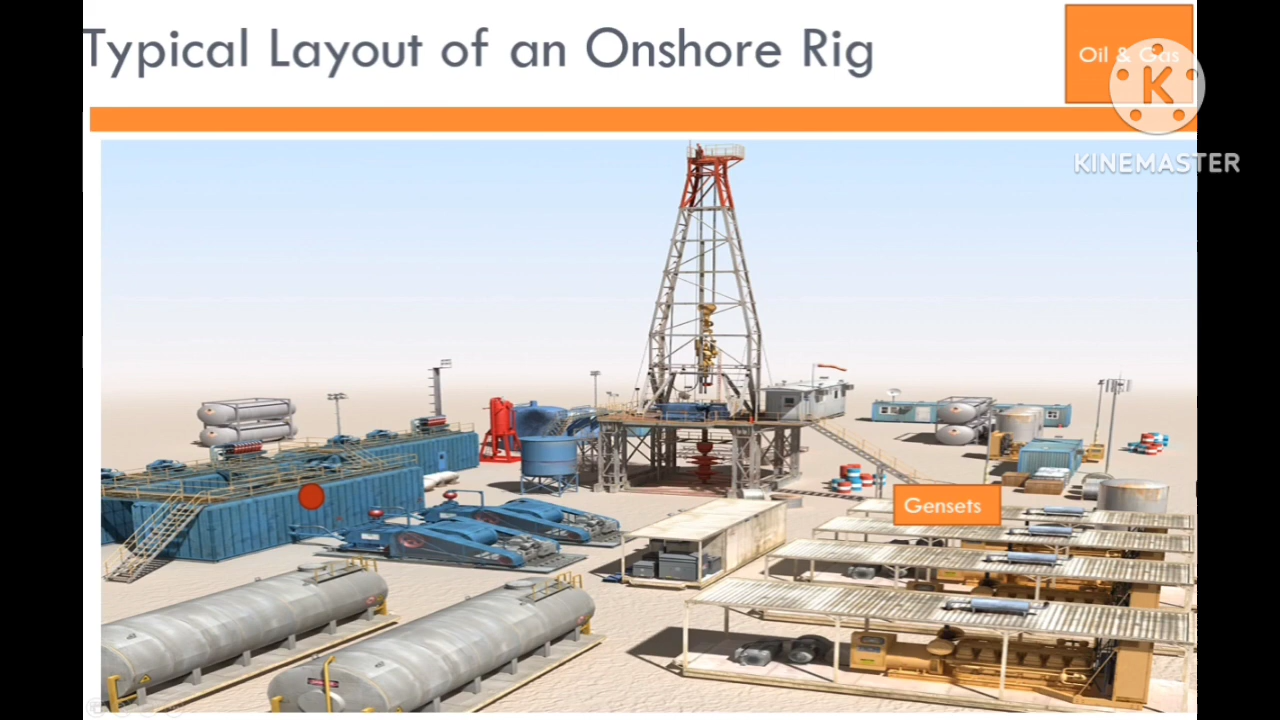 Typical Layout of an Onshore Rig
Oil & Gas
K
KINEMASTER
Gensets